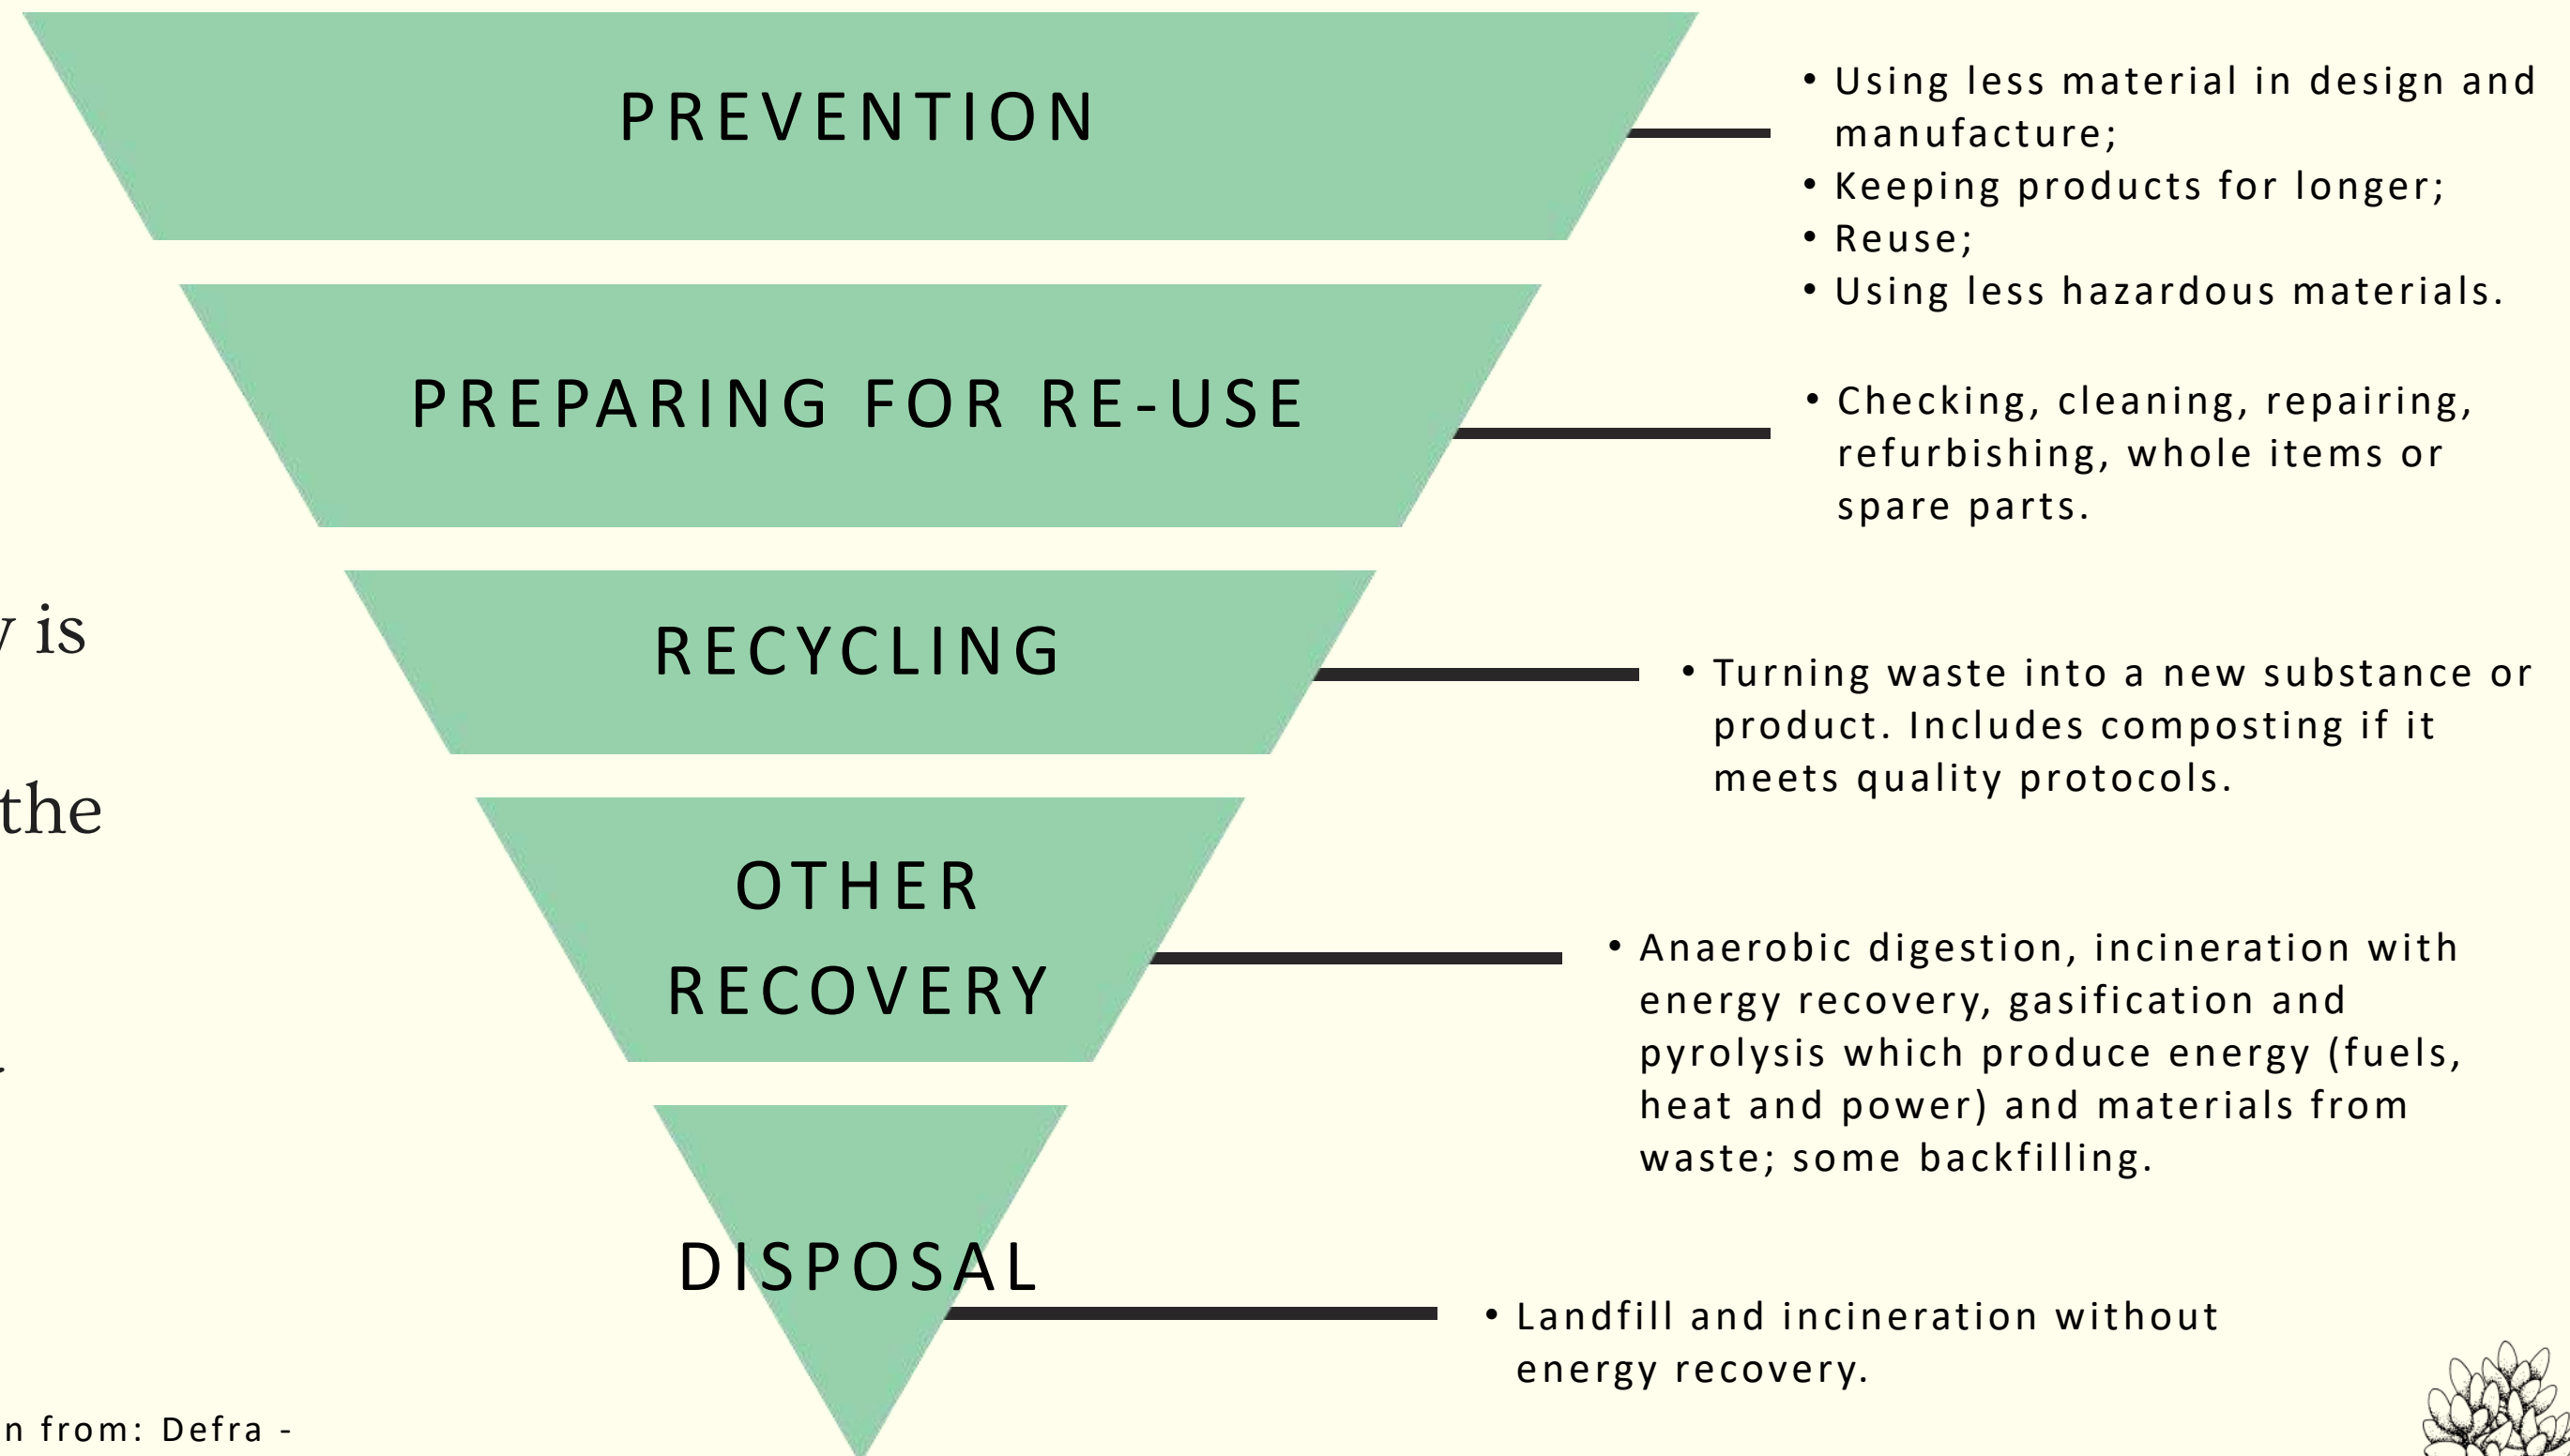 PREVENTION
• Using less material in design and
manufacture;
• Keeping products for longer;
• Reuse;
• Using less hazardous materials.
PREPARING FOR RE-USE
• Checking, cleaning, repairing,
refurbishing, whole items or
spare parts.
is
the
RECYCLING
• Turning waste into a new substance or
product. Includes composting if it
meets quality protocols.
OTHER
RECOVERY
• Anaerobic digestion, incineration with
energy recovery, gasification and
pyrolysis which produce energy (fuels,
heat and power) and materials from
waste; some backfilling.
DISPOSAL
• Landfill and incineration without
energy recovery.
from: Defra -